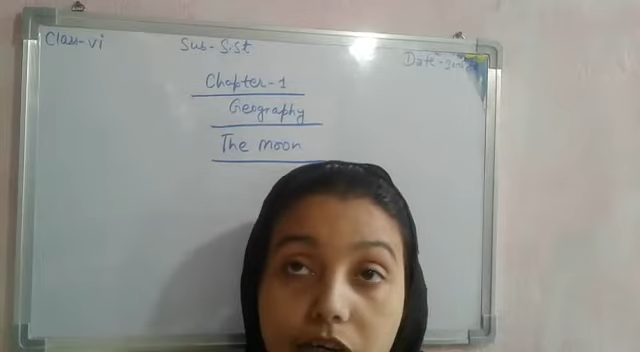 Class-vi
Sub- S.St
Date-
Chapter-1
Geography
The moon